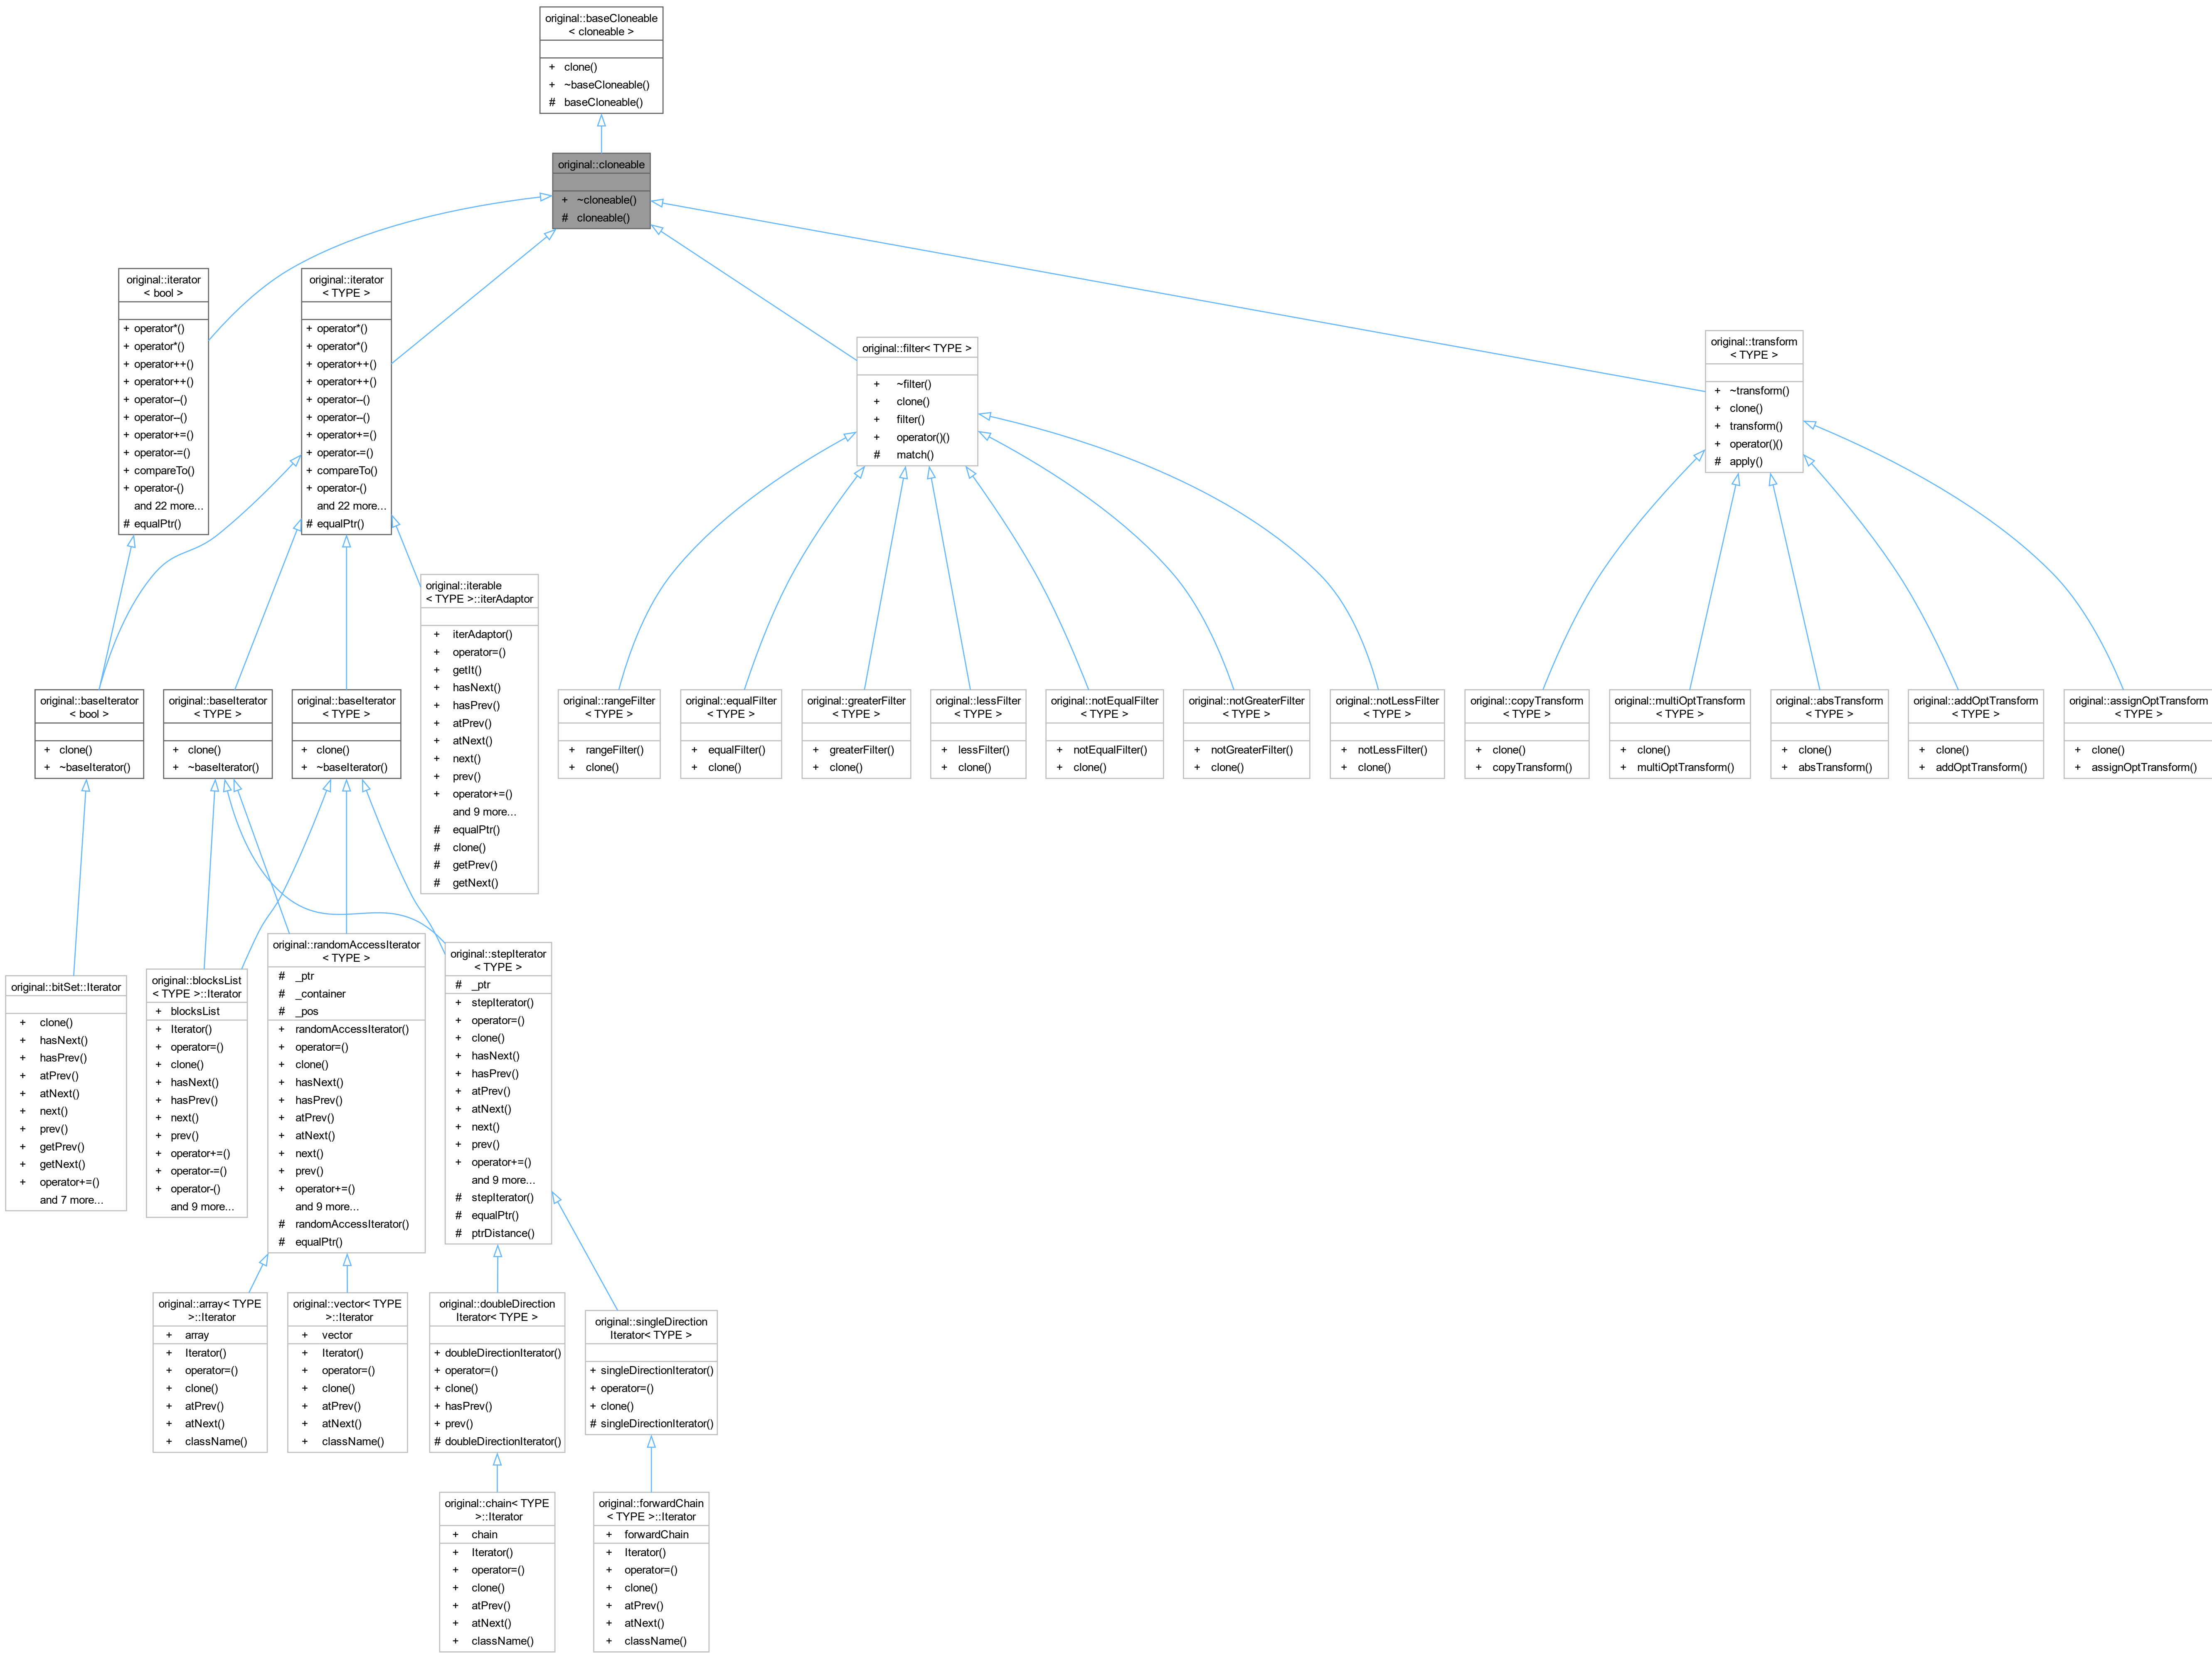 original::baseCloneable
< cloneable >
+ clone()
+ ~baseCloneable()
# baseCloneable()
original::cloneable
+ ~cloneable()
# cloneable()
original::iterator
< bool >
+ operator*()
+ operator*()
+ operator++()
+ operator++()
+ operator--()
+ operator--()
+ operator+=()
+ operator-=()
+ compareTo()
+ operator-()
and 22 more...
# equalPtr()
original::iterator
< TYPE >
+ operator*()
+ operator*()
+ operator++()
+ operator++()
+ operator--()
+ operator--()
+ operator+=()
+ operator-=()
+ compareTo()
+ operator-()
and 22 more...
# equalPtr()
original::filter< TYPE >
+ ~filter()
+ clone()
+ filter()
+ operator()()
# match()
original::transform
< TYPE >
+ ~transform()
+ clone()
+ transform()
+ operator()()
# apply()
original::iterable
< TYPE >::iterAdaptor
+ iterAdaptor()
+ operator=()
+ getIt()
+ hasNext()
+ hasPrev()
+ atPrev()
+ atNext()
+ next()
+ prev()
+ operator+=()
and 9 more...
# equalPtr()
# clone()
# getPrev()
# getNext()
original::baseIterator
< bool >
+ clone()
+ ~baseIterator()
original::baseIterator
< TYPE >
+ clone()
+ ~baseIterator()
original::baseIterator
< TYPE >
+ clone()
+ ~baseIterator()
original::rangeFilter
< TYPE >
+ rangeFilter()
+ clone()
original::equalFilter
< TYPE >
+ equalFilter()
+ clone()
original::greaterFilter
< TYPE >
+ greaterFilter()
+ clone()
original::lessFilter
< TYPE >
+ lessFilter()
+ clone()
original::notEqualFilter
< TYPE >
+ notEqualFilter()
+ clone()
original::notGreaterFilter
< TYPE >
+ notGreaterFilter()
+ clone()
original::notLessFilter
< TYPE >
+ notLessFilter()
+ clone()
original::copyTransform
< TYPE >
+ clone()
+ copyTransform()
original::multiOptTransform
< TYPE >
+ clone()
+ multiOptTransform()
original::absTransform
< TYPE >
+ clone()
+ absTransform()
original::addOptTransform
< TYPE >
+ clone()
+ addOptTransform()
original::assignOptTransform
< TYPE >
+ clone()
+ assignOptTransform()
original::bitSet::Iterator
+ clone()
+ hasNext()
+ hasPrev()
+ atPrev()
+ atNext()
+ next()
+ prev()
+ getPrev()
+ getNext()
+ operator+=()
and 7 more...
original::blocksList
< TYPE >::Iterator
+ blocksList
+ Iterator()
+ operator=()
+ clone()
+ hasNext()
+ hasPrev()
+ next()
+ prev()
+ operator+=()
+ operator-=()
+ operator-()
and 9 more...
original::randomAccessIterator
< TYPE >
# _ptr
# _container
# _pos
+ randomAccessIterator()
+ operator=()
+ clone()
+ hasNext()
+ hasPrev()
+ atPrev()
+ atNext()
+ next()
+ prev()
+ operator+=()
and 9 more...
# randomAccessIterator()
# equalPtr()
original::stepIterator
< TYPE >
# _ptr
+ stepIterator()
+ operator=()
+ clone()
+ hasNext()
+ hasPrev()
+ atPrev()
+ atNext()
+ next()
+ prev()
+ operator+=()
and 9 more...
# stepIterator()
# equalPtr()
# ptrDistance()
original::array< TYPE
>::Iterator
+ array
+ Iterator()
+ operator=()
+ clone()
+ atPrev()
+ atNext()
+ className()
original::vector< TYPE
>::Iterator
+ vector
+ Iterator()
+ operator=()
+ clone()
+ atPrev()
+ atNext()
+ className()
original::doubleDirection
Iterator< TYPE >
+ doubleDirectionIterator()
+ operator=()
+ clone()
+ hasPrev()
+ prev()
# doubleDirectionIterator()
original::singleDirection
Iterator< TYPE >
+ singleDirectionIterator()
+ operator=()
+ clone()
# singleDirectionIterator()
original::chain< TYPE
>::Iterator
+ chain
+ Iterator()
+ operator=()
+ clone()
+ atPrev()
+ atNext()
+ className()
original::forwardChain
< TYPE >::Iterator
+ forwardChain
+ Iterator()
+ operator=()
+ clone()
+ atPrev()
+ atNext()
+ className()